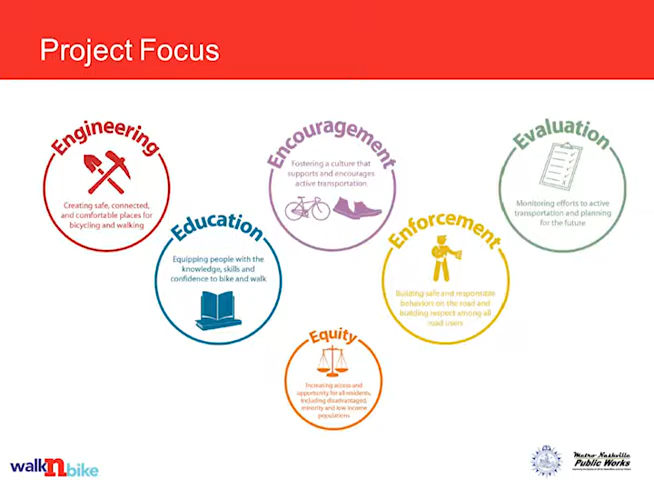 Project Focus
Engineering
Creating safe, connected,
and comfortable places for
bicycling and walking
Education
Equipping people with the
knowledge, skills and
confidence to bike and walk
Encouragement
Fostering a culture that
supports and encourages
active transportation.
Enforcement
Building safe and responsible
behaviors on the road and
building respect among all
road users
Evaluation
Monitoring efforts to active
transportation and planning
for the future
Equity
Increasing access and
opportunity for all residents,
including disadvantaged,
minority and low income
populations.
walk n bike
Metro Nashville
Public Works